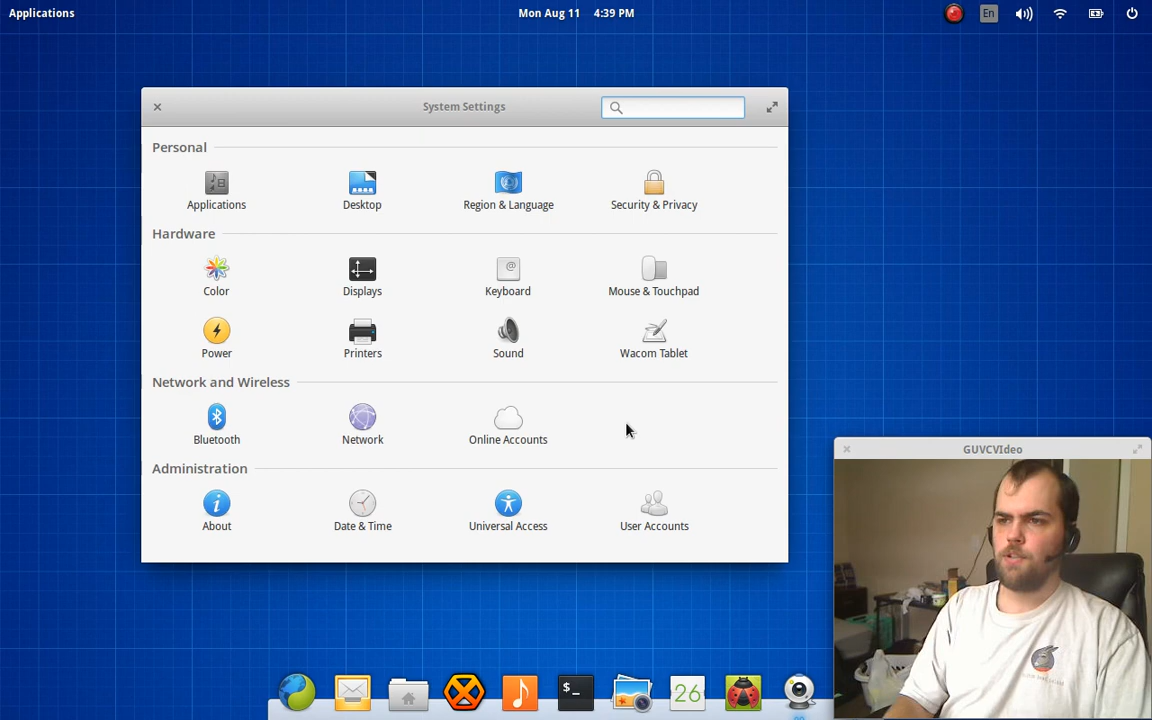 Applications
Mon Aug 11 4:39 PM
En
System Settings
Personal
Applications
Desktop
Region & Language
Security & Privacy
Hardware
Color
Displays
Keyboard
Mouse & Touchpad
Power
Printers
Sound
Wacom Tablet
Network and Wireless
Bluetooth
Network
Online Accounts
Administration
About
Date & Time
Universal Access
User Accounts
GUVCVIdeo
$_
26